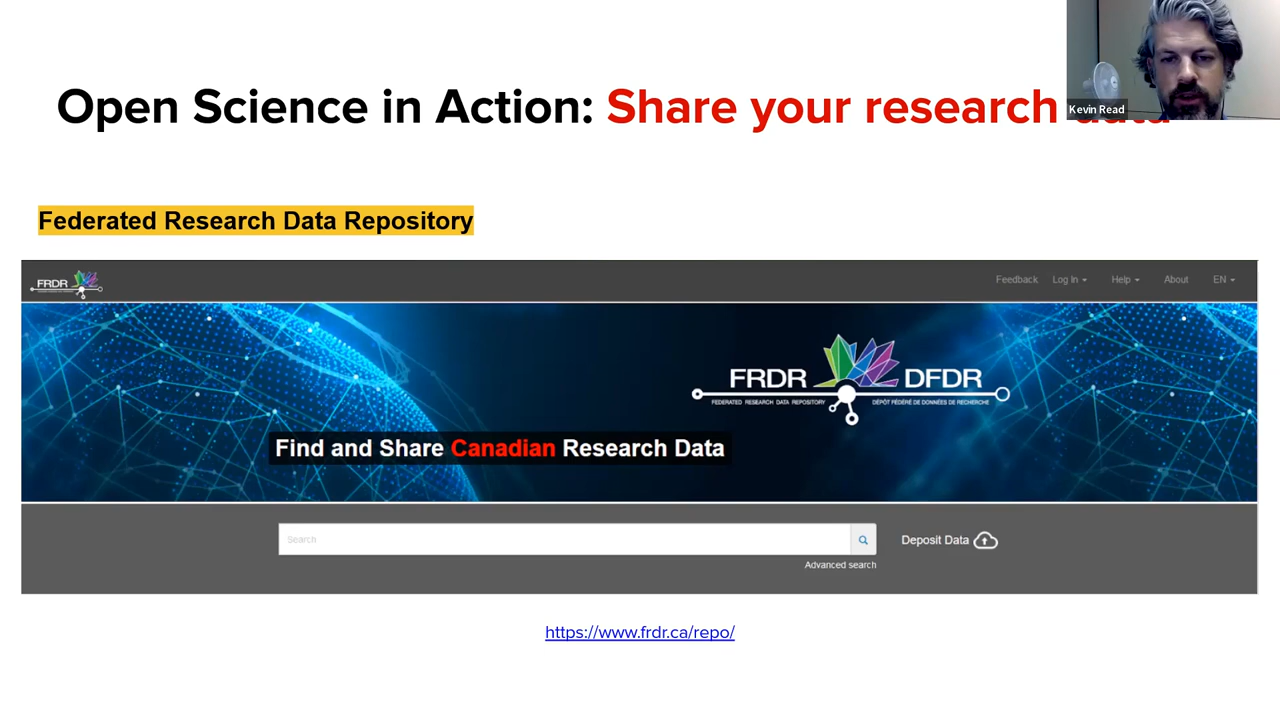 Open Science in Action: Share your research data
Kevin Read
Federated Research Data Repository
FRDR
Feedback Log In Help About EN
FRDR DFDR
FEDERATED RESEARCH DATA REPOSITORY DÉPÔT FÉDÉRÉ DE DONNÉES DE RECHERCHE
Find and Share Canadian Research Data
Search
Deposit Data
Advanced search
https://www.frdr.ca/repo/